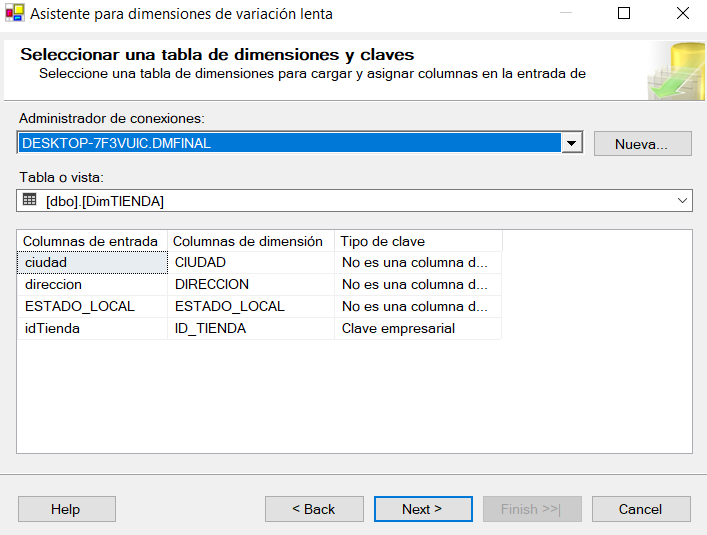 Asistente para dimensiones de variación lenta
Seleccionar una tabla de dimensiones y claves
Seleccione una tabla de dimensiones para cargar y asignar columnas en la entrada de
Administrador de conexiones:
DESKTOP-7F3VUIC.DMFINAL
Nueva...
Tabla o vista:
[dbo].[DimTIENDA]
Columnas de entrada Columnas de dimensión Tipo de clave
ciudad CIUDAD No es una columna d...
direccion DIRECCION No es una columna d...
ESTADO_LOCAL ESTADO_LOCAL No es una columna d...
idTienda ID_TIENDA Clave empresarial
Help < Back Next > Finish >>| Cancel